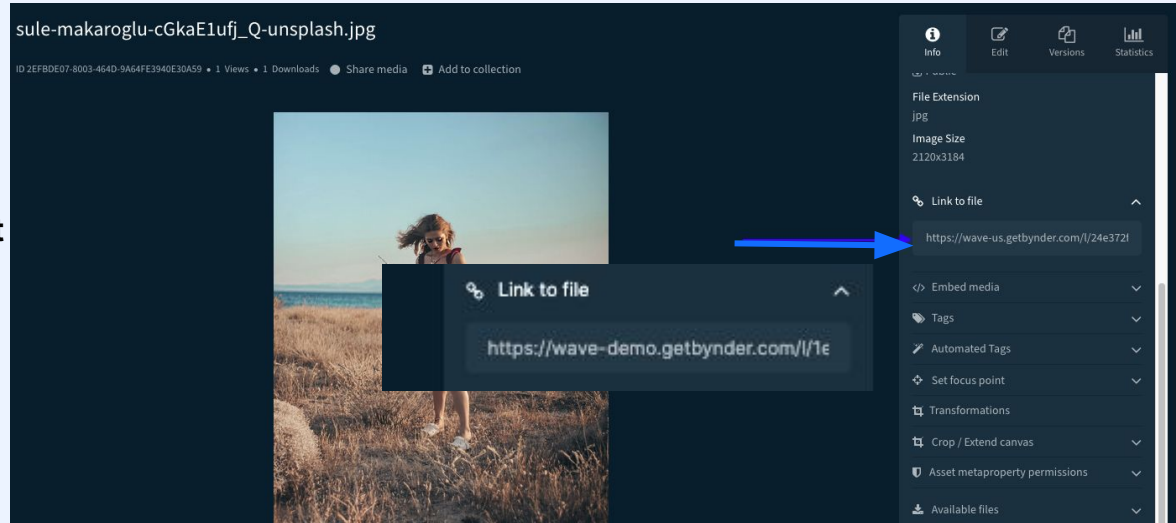 sule-makaroglu-cGkaE1ufj_Q-unsplash.jpg
ID 2EFBDE07-8003-464D-9A64FE3940E30A59 • 1 Views • 1 Downloads Share media Add to collection
Info Edit Versions Statistics
File Extension
jpg
Image Size
2120x3184
Link to file
https://wave-us.getbynder.com/l/24e372f
Link to file
https://wave-demo.getbynder.com/l/1e
</> Embed media
Tags
Automated Tags
Set focus point
Transformations
Crop / Extend canvas
Asset metaproperty permissions
Available files